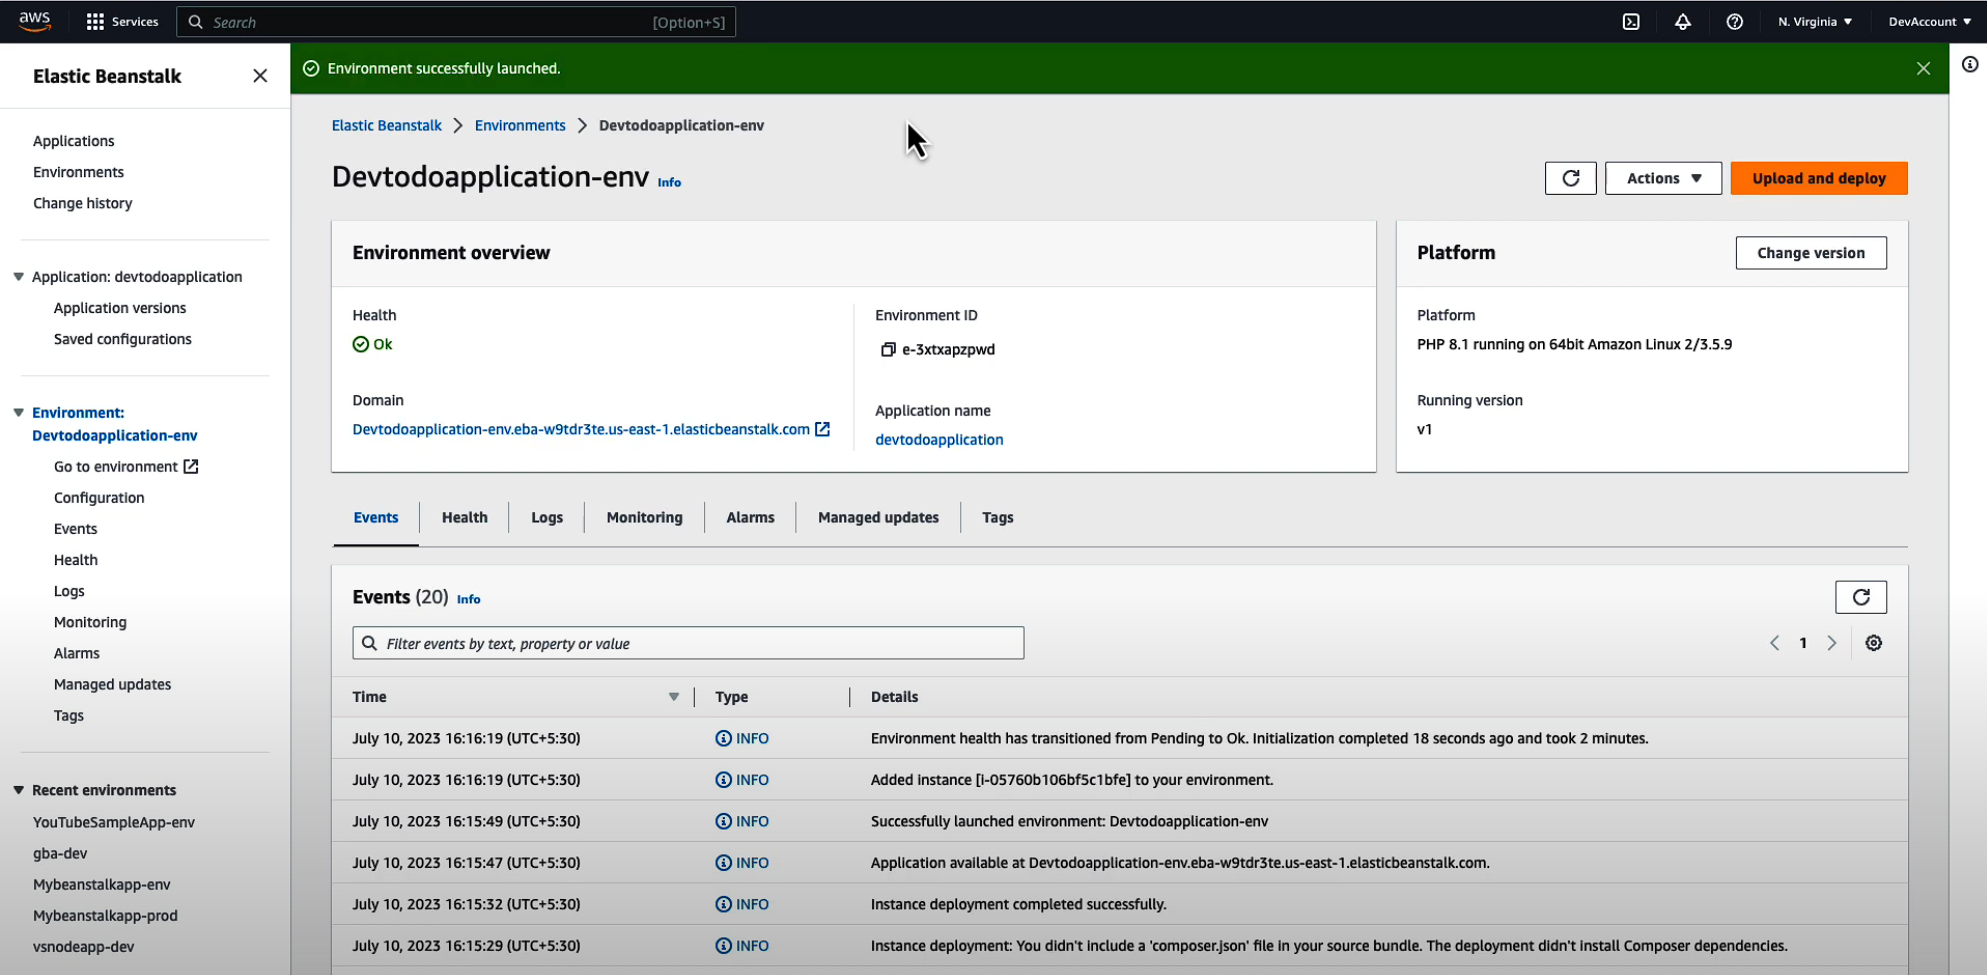 aws Services Search [Option+S] N. Virginia ▼ DevAccount ▼
Elastic Beanstalk
Environment successfully launched.
Applications
Environments
Change history
Application: devtodoapplication
Application versions
Saved configurations
Environment:
Devtodoapplication-env
Go to environment
Configuration
Events
Health
Logs
Monitoring
Alarms
Managed updates
Tags
Recent environments
YouTubeSampleApp-env
gba-dev
Mybeanstalkapp-env
Mybeanstalkapp-prod
vsnodeapp-dev
Elastic Beanstalk > Environments > Devtodoapplication-env
Devtodoapplication-env Info
Actions ▼ Upload and deploy
Environment overview
Health
Ok
Domain
Devtodoapplication-env.eba-w9tdr3te.us-east-1.elasticbeanstalk.com
Environment ID
e-3xtxapzpwd
Application name
devtodoapplication
Platform Change version
Platform
PHP 8.1 running on 64bit Amazon Linux 2/3.5.9
Running version
v1
Events Health Logs Monitoring Alarms Managed updates Tags
Events (20) Info
Filter events by text, property or value
1
Time Type Details
July 10, 2023 16:16:19 (UTC+5:30) INFO Environment health has transitioned from Pending to Ok. Initialization completed 18 seconds ago and took 2 minutes.
July 10, 2023 16:16:19 (UTC+5:30) INFO Added instance [i-05760b106bf5c1bfe] to your environment.
July 10, 2023 16:15:49 (UTC+5:30) INFO Successfully launched environment: Devtodoapplication-env
July 10, 2023 16:15:47 (UTC+5:30) INFO Application available at Devtodoapplication-env.eba-w9tdr3te.us-east-1.elasticbeanstalk.com.
July 10, 2023 16:15:32 (UTC+5:30) INFO Instance deployment completed successfully.
July 10, 2023 16:15:29 (UTC+5:30) INFO Instance deployment: You didn't include a 'composer.json' file in your source bundle. The deployment didn't install Composer dependencies.